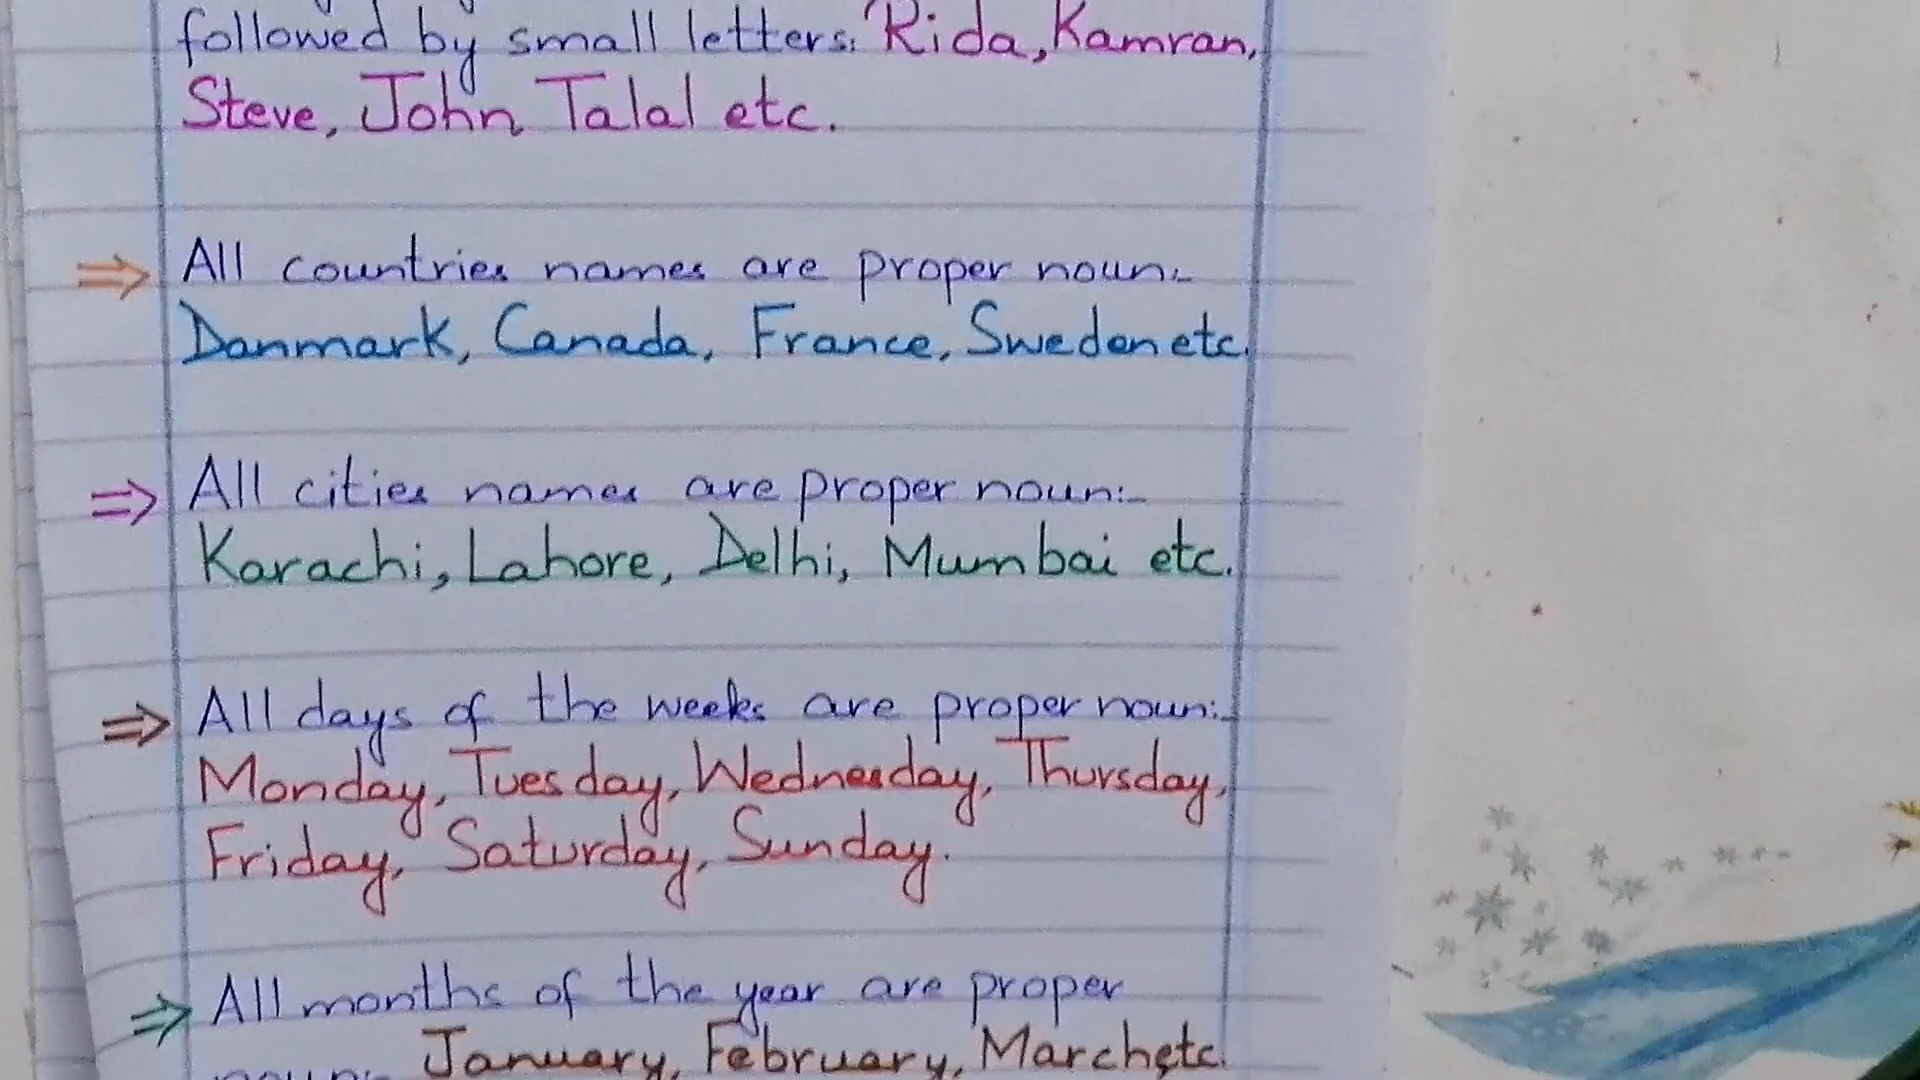 followed by small letters. Rida, Kamran,
Steve, John, Talal etc.
All countries names are proper noun:-
Danmark, Canada, France, Sweden etc.
All cities names are proper noun:-
Karachi, Lahore, Delhi, Mumbai etc.
All days of the weeks are proper noun:-
Monday, Tuesday, Wednesday, Thursday,
Friday, Saturday, Sunday.
All months of the year are proper
noun:- January, February, March etc.